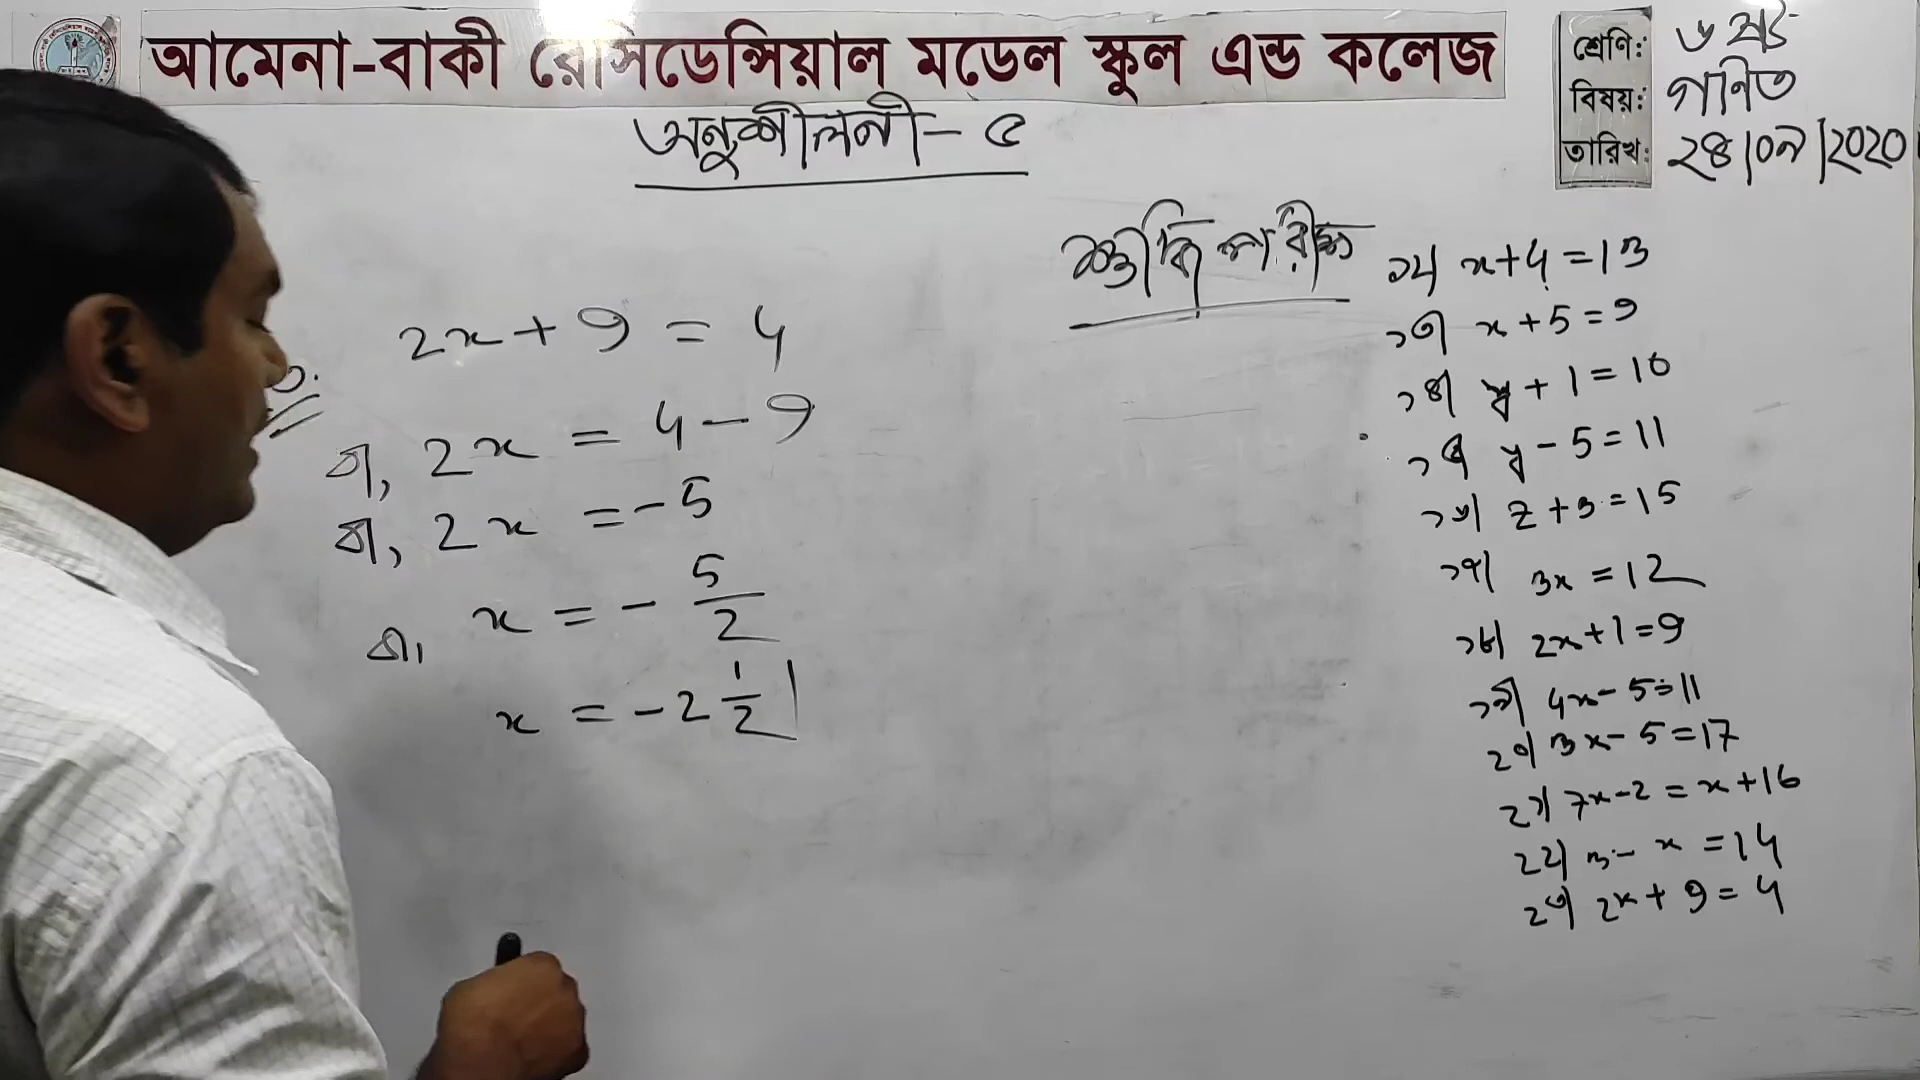 আমেনা-বাকী রেসিডেন্সিয়াল মডেল স্কুল এন্ড কলেজ
শ্রেণি: ৬ষ্ঠ
বিষয়: গণিত
তারিখ: ২৪|০৯|2020
অনুশীলনী - ৫
2x + 9 = 4
বা, 2x = 4 - 9
বা, 2x = - 5
বা, x = - 5/2
x = - 2 1/2
শুদ্ধি পরীক্ষা
১২) x + 4 = 13
১৩) x + 5 = 9
১৪) y + 1 = 10
১৫) y - 5 = 11
১৬) z + 3 = 15
১৭) 3x = 12
১৮) 2x + 1 = 9
১৯) 4x - 5 = 11
২০) 3x - 5 = 17
২১) 7x - 2 = x + 16
২২) 3 - x = 14
২৩) 2x + 9 = 4